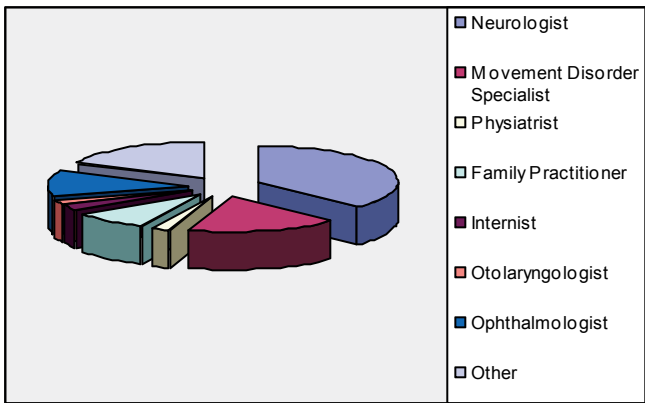 Neurologist
Movement Disorder
Specialist
Physiatrist
Family Practitioner
Internist
Otolaryngologist
Ophthalmologist
Other